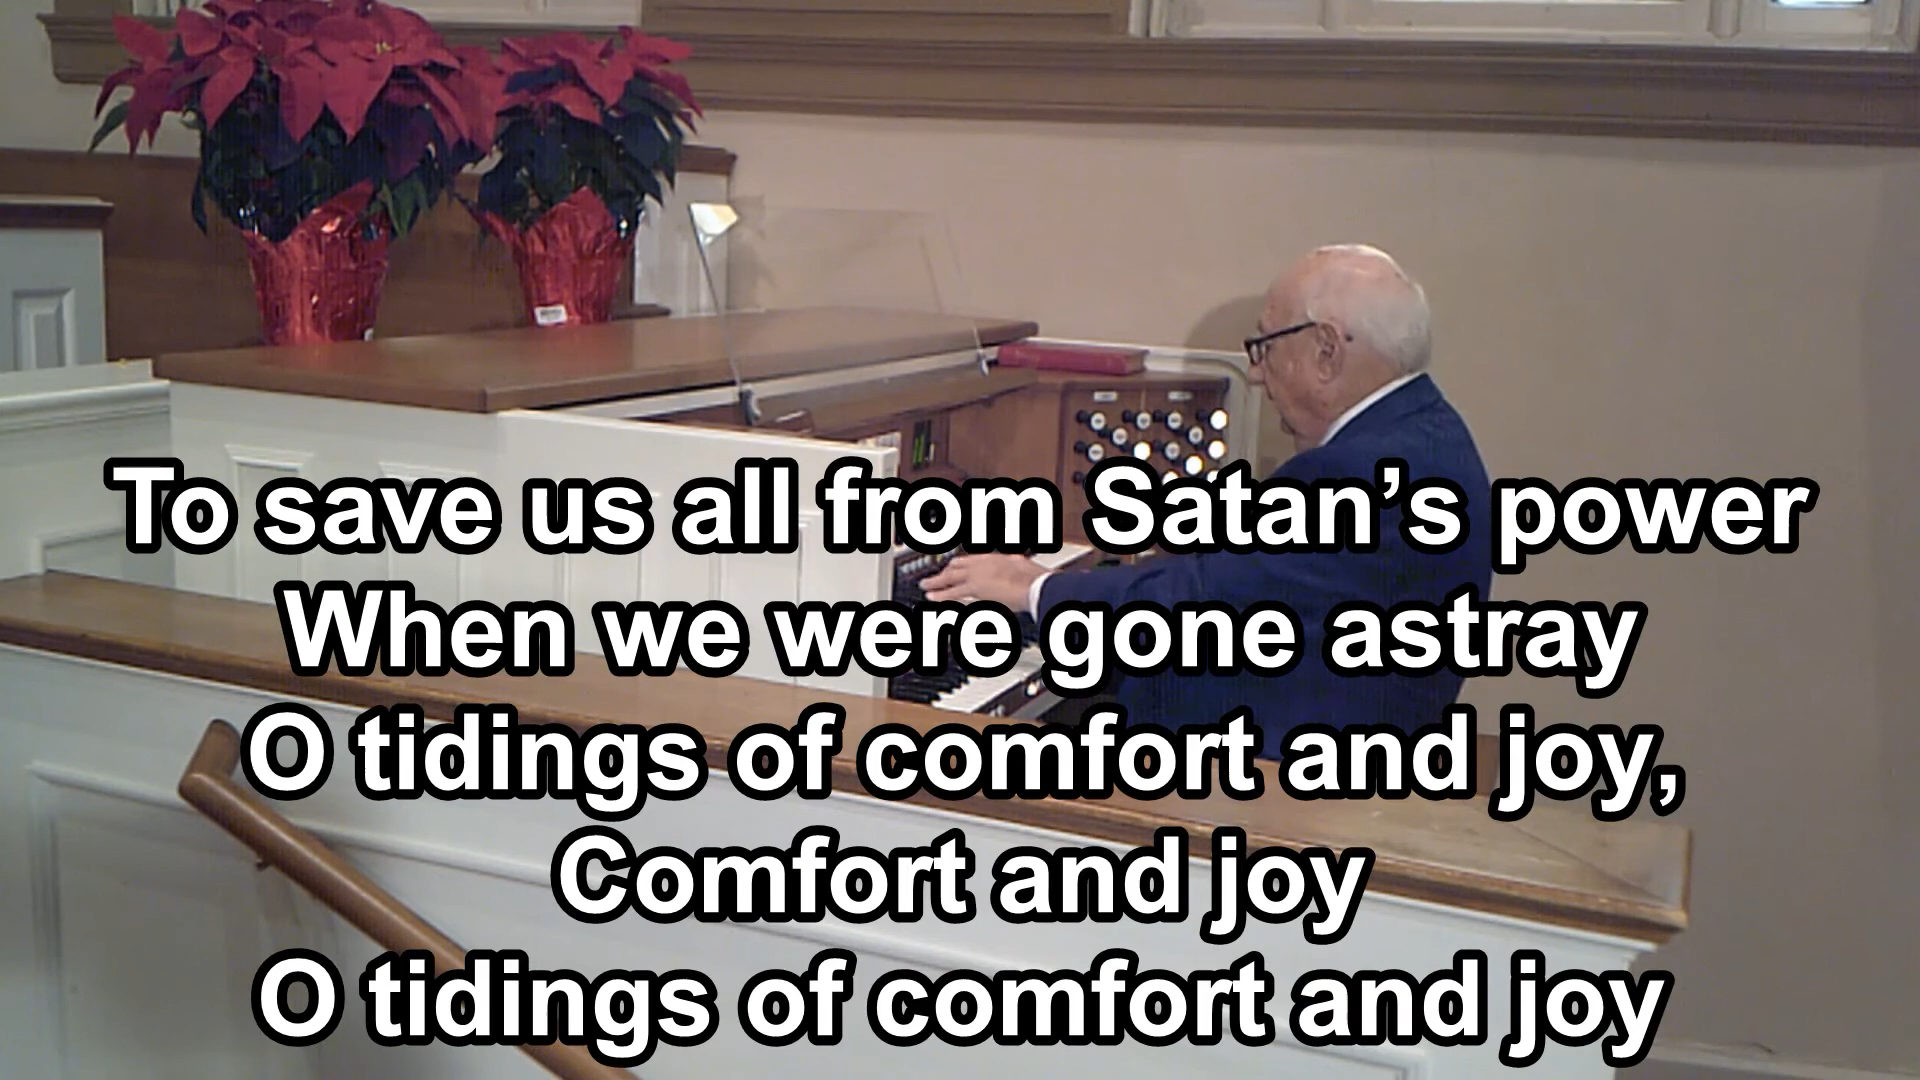 To save us all from Satan’s power
When we were gone astray
O tidings of comfort and joy,
Comfort and joy
O tidings of comfort and joy